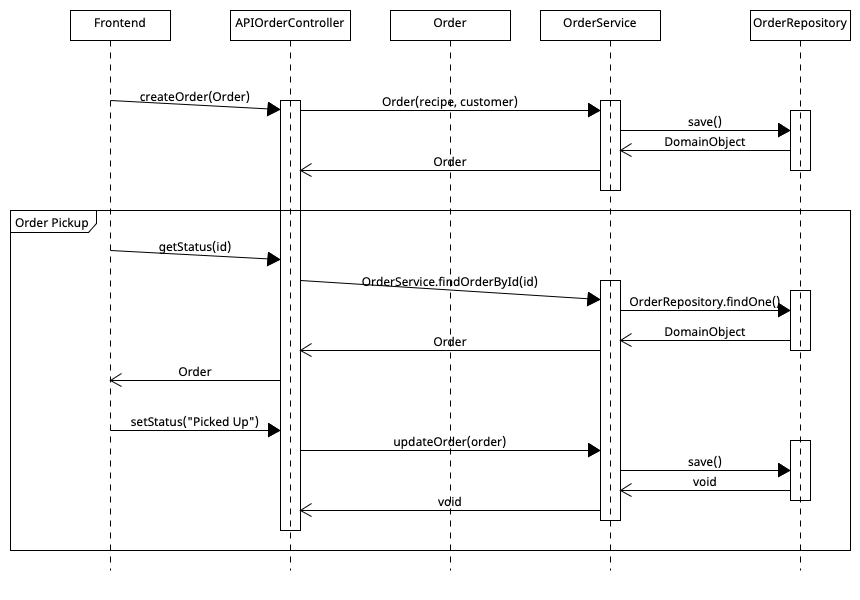 Frontend
APIOrderController
Order
OrderService
OrderRepository
createOrder(Order)
Order(recipe, customer)
save()
DomainObject
Order
Order Pickup
getStatus(id)
OrderService.findOrderById(id)
OrderRepository.findOne()
DomainObject
Order
Order
setStatus("Picked Up")
updateOrder(order)
save()
void
void